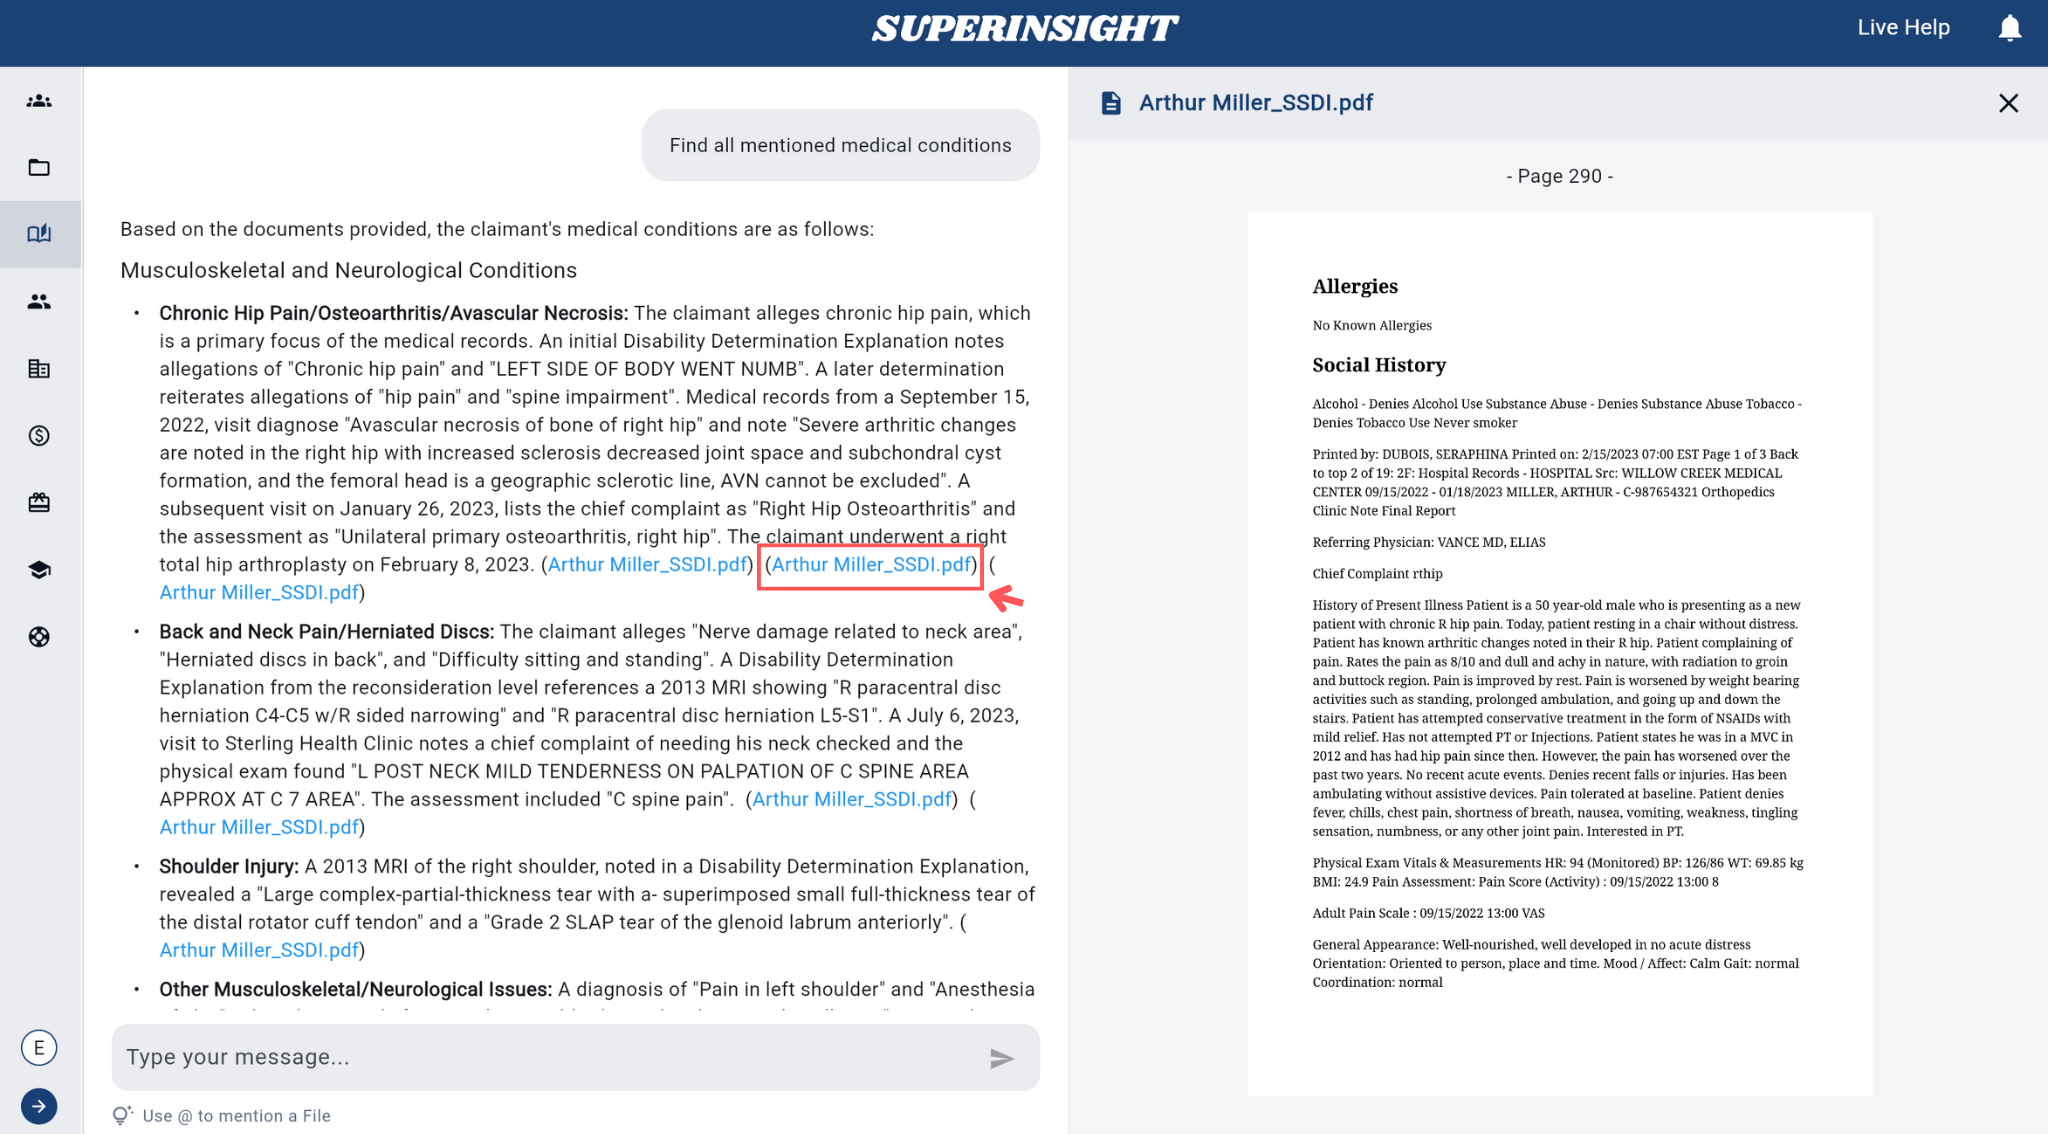 SUPERINSIGHT
Live Help
Find all mentioned medical conditions
Based on the documents provided, the claimant's medical conditions are as follows:
Musculoskeletal and Neurological Conditions
• Chronic Hip Pain/Osteoarthritis/Avascular Necrosis: The claimant alleges chronic hip pain, which
is a primary focus of the medical records. An initial Disability Determination Explanation notes
allegations of "Chronic hip pain" and "LEFT SIDE OF BODY WENT NUMB". A later determination
reiterates allegations of "hip pain" and "spine impairment". Medical records from a September 15,
2022, visit diagnose "Avascular necrosis of bone of right hip" and note "Severe arthritic changes
are noted in the right hip with increased sclerosis decreased joint space and subchondral cyst
formation, and the femoral head is a geographic sclerotic line, AVN cannot be excluded". A
subsequent visit on January 26, 2023, lists the chief complaint as "Right Hip Osteoarthritis" and
the assessment as "Unilateral primary osteoarthritis, right hip". The claimant underwent a right
total hip arthroplasty on February 8, 2023. (Arthur Miller_SSDI.pdf) (Arthur Miller_SSDI.pdf) (
Arthur Miller_SSDI.pdf)
• Back and Neck Pain/Herniated Discs: The claimant alleges "Nerve damage related to neck area",
"Herniated discs in back", and "Difficulty sitting and standing". A Disability Determination
Explanation from the reconsideration level references a 2013 MRI showing "R paracentral disc
herniation C4-C5 w/R sided narrowing" and "R paracentral disc herniation L5-S1". A July 6, 2023,
visit to Sterling Health Clinic notes a chief complaint of needing his neck checked and the
physical exam found "L POST NECK MILD TENDERNESS ON PALPATION OF C SPINE AREA
APPROX AT C 7 AREA". The assessment included "C spine pain". (Arthur Miller_SSDI.pdf) (
Arthur Miller_SSDI.pdf)
• Shoulder Injury: A 2013 MRI of the right shoulder, noted in a Disability Determination Explanation,
revealed a "Large complex-partial-thickness tear with a- superimposed small full-thickness tear of
the distal rotator cuff tendon" and a "Grade 2 SLAP tear of the glenoid labrum anteriorly". (
Arthur Miller_SSDI.pdf)
• Other Musculoskeletal/Neurological Issues: A diagnosis of "Pain in left shoulder" and "Anesthesia
Type your message...
Use @ to mention a File
E
Arthur Miller_SSDI.pdf
- Page 290 -
Allergies
No Known Allergies
Social History
Alcohol - Denies Alcohol Use Substance Abuse - Denies Substance Abuse Tobacco -
Denies Tobacco Use Never smoker
Printed by: DUBOIS, SERAPHINA Printed on: 2/15/2023 07:00 EST Page 1 of 3 Back
to top 2 of 19: 2F: Hospital Records - HOSPITAL Src: WILLOW CREEK MEDICAL
CENTER 09/15/2022 - 01/18/2023 MILLER, ARTHUR - C-987654321 Orthopedics
Clinic Note Final Report
Referring Physician: VANCE MD, ELIAS
Chief Complaint rthip
History of Present Illness Patient is a 50 year-old male who is presenting as a new
patient with chronic R hip pain. Today, patient resting in a chair without distress.
Patient has known arthritic changes noted in their R hip. Patient complaining of
pain. Rates the pain as 8/10 and dull and achy in nature, with radiation to groin
and buttock region. Pain is improved by rest. Pain is worsened by weight bearing
activities such as standing, prolonged ambulation, and going up and down the
stairs. Patient has attempted conservative treatment in the form of NSAIDs with
mild relief. Has not attempted PT or Injections. Patient states he was in a MVC in
2012 and has had hip pain since then. However, the pain has worsened over the
past two years. No recent acute events. Denies recent falls or injuries. Has been
ambulating without assistive devices. Pain tolerated at baseline. Patient denies
fever, chills, chest pain, shortness of breath, nausea, vomiting, weakness, tingling
sensation, numbness, or any other joint pain. Interested in PT.
Physical Exam Vitals & Measurements HR: 94 (Monitored) BP: 126/86 WT: 69.85 kg
BMI: 24.9 Pain Assessment: Pain Score (Activity) : 09/15/2022 13:00 8
Adult Pain Scale : 09/15/2022 13:00 VAS
General Appearance: Well-nourished, well developed in no acute distress
Orientation: Oriented to person, place and time. Mood / Affect: Calm Gait: normal
Coordination: normal